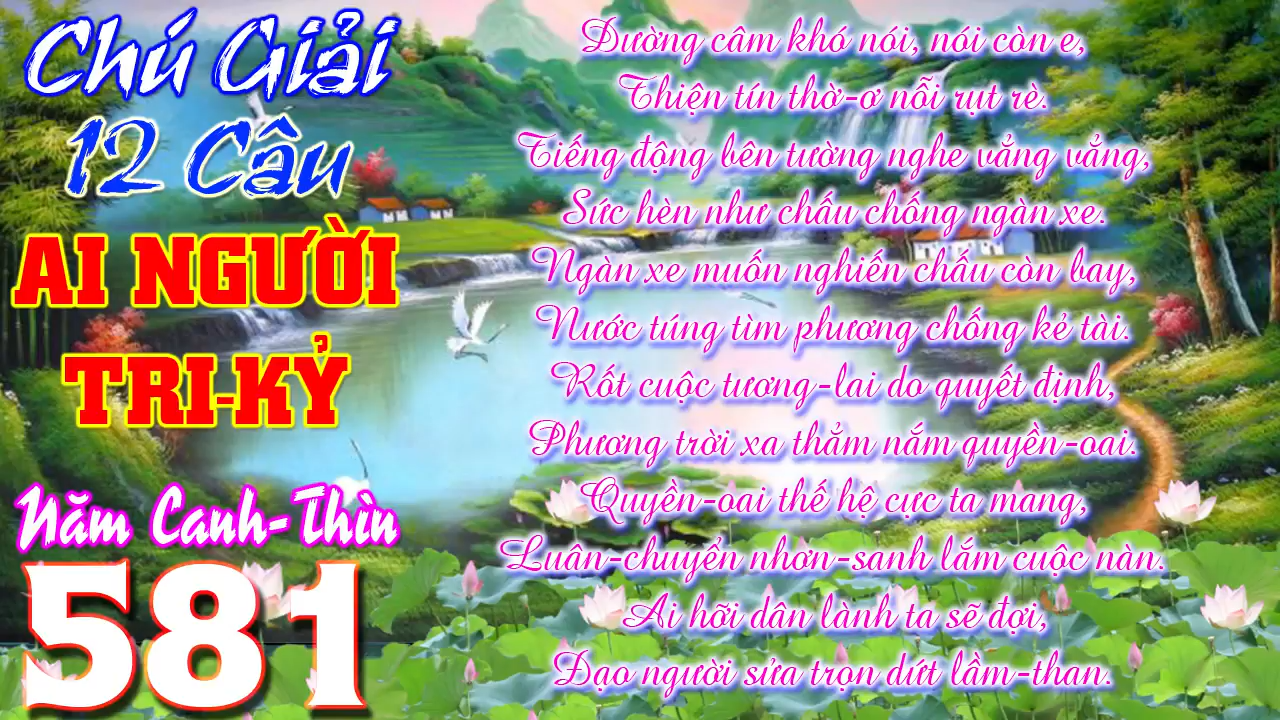 Chú Giải
12 Câu
AI NGƯỜI
TRI-KỶ
Năm Canh-Thìn
581
Dường câm khó nói, nói còn e,
Thiện tín thờ-ơ nỗi rụt rè.
Tiếng động bên tường nghe vẳng vẳng,
Sức hèn như chấu chống ngàn xe.
Ngàn xe muốn nghiến chấu còn bay,
Nước túng tìm phương chống kẻ tài.
Rốt cuộc tương-lai do quyết định,
Phương trời xa thẳm nắm quyền-oai.
Quyền-oai thế hệ cực ta mang,
Luân-chuyển nhơn-sanh lắm cuộc nàn.
Ai hỡi dân lành ta sẽ đợi,
Đạo người sửa trọn dứt lầm-than.